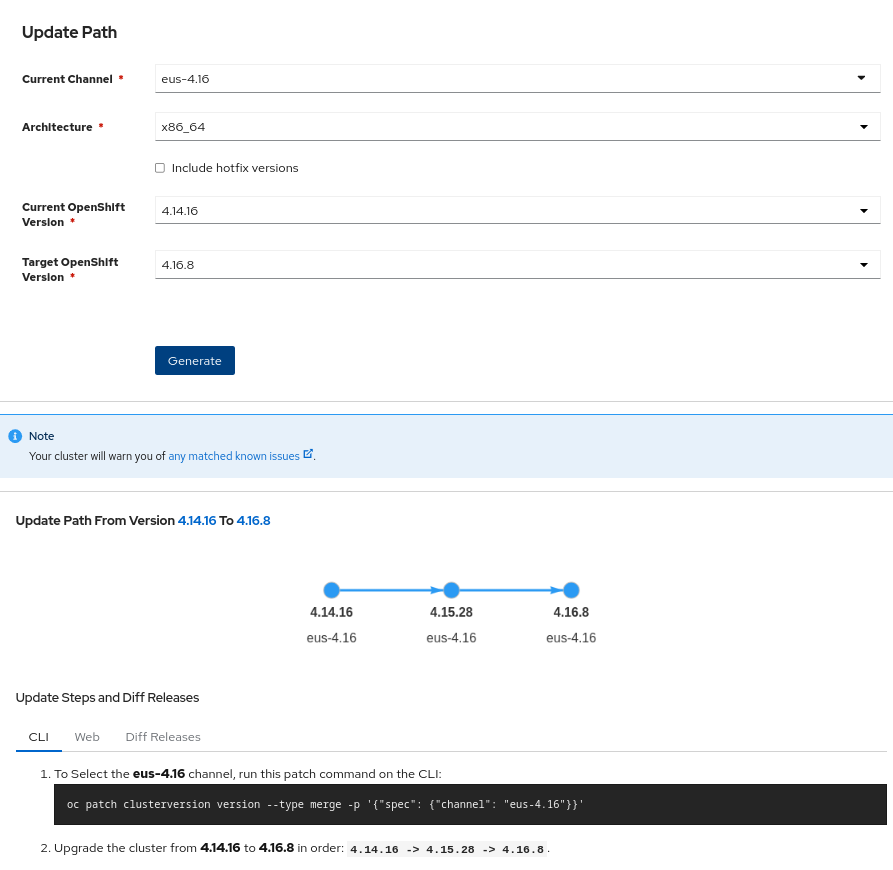 Update Path
Current Channel *
eus-4.16
Architecture *
x86_64
Include hotfix versions
Current OpenShift
Version *
4.14.16
Target OpenShift
Version *
4.16.8
Generate
Note
Your cluster will warn you of any matched known issues.
Update Path From Version 4.14.16 To 4.16.8
4.14.16 4.15.28 4.16.8
eus-4.16 eus-4.16 eus-4.16
Update Steps and Diff Releases
CLI Web Diff Releases
1. To Select the eus-4.16 channel, run this patch command on the CLI:
oc patch clusterversion version --type merge -p '{"spec": {"channel": "eus-4.16"}}'
2. Upgrade the cluster from 4.14.16 to 4.16.8 in order: 4.14.16 -> 4.15.28 -> 4.16.8.